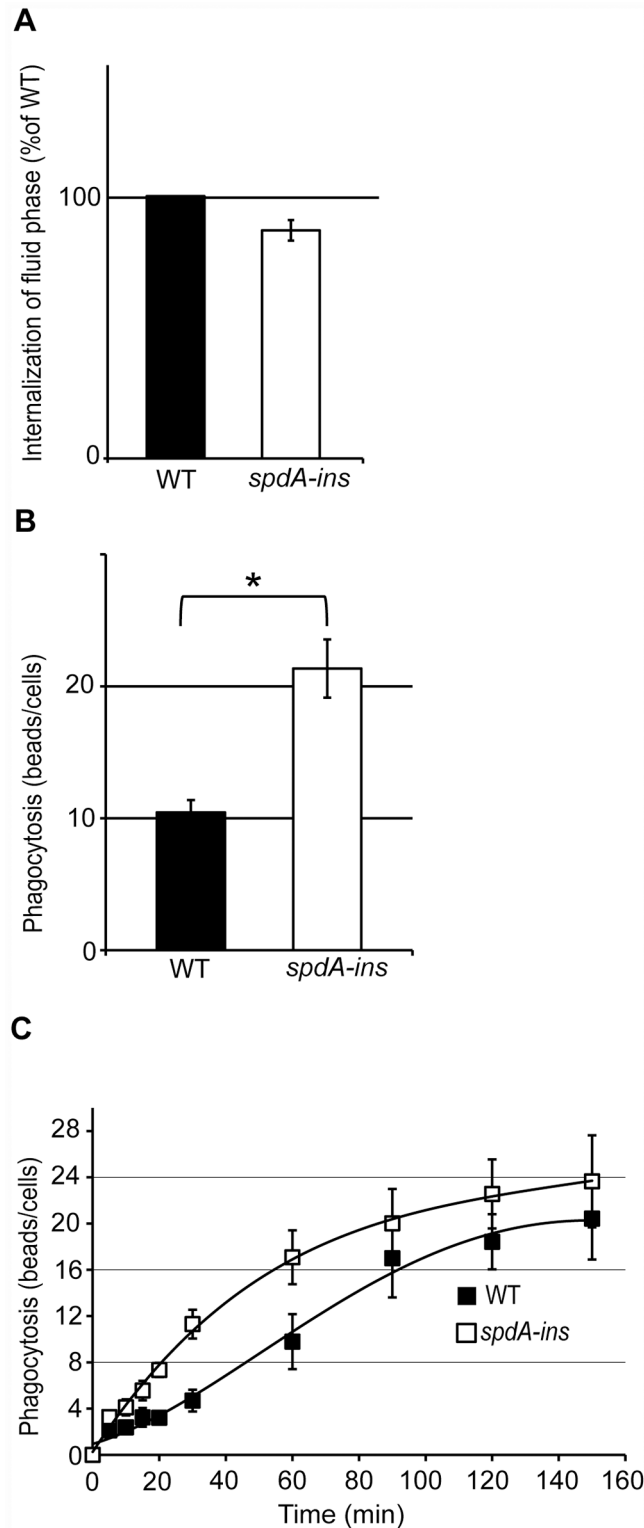 A
Internalization of fluid phase (%of WT)
100
0
WT
spdA-ins
B
*
Phagocytosis (beads/cells)
20
10
0
WT
spdA-ins
C
Phagocytosis (beads/cells)
28
24
20
16
12
8
4
0
WT
spdA-ins
0 20 40 60 80 100 120 140 160
Time (min)